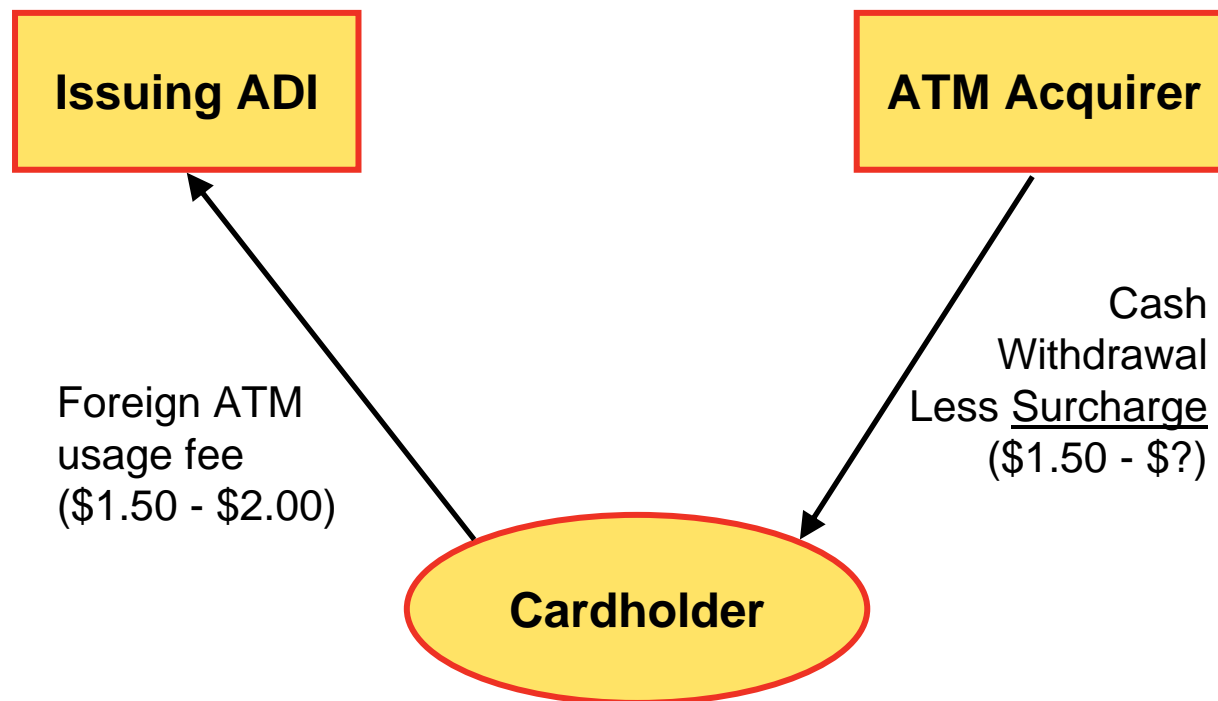 Issuing ADI
ATM Acquirer
Foreign ATM
usage fee
($1.50 - $2.00)
Cash
Withdrawal
Less Surcharge
($1.50 - $?)
Cardholder